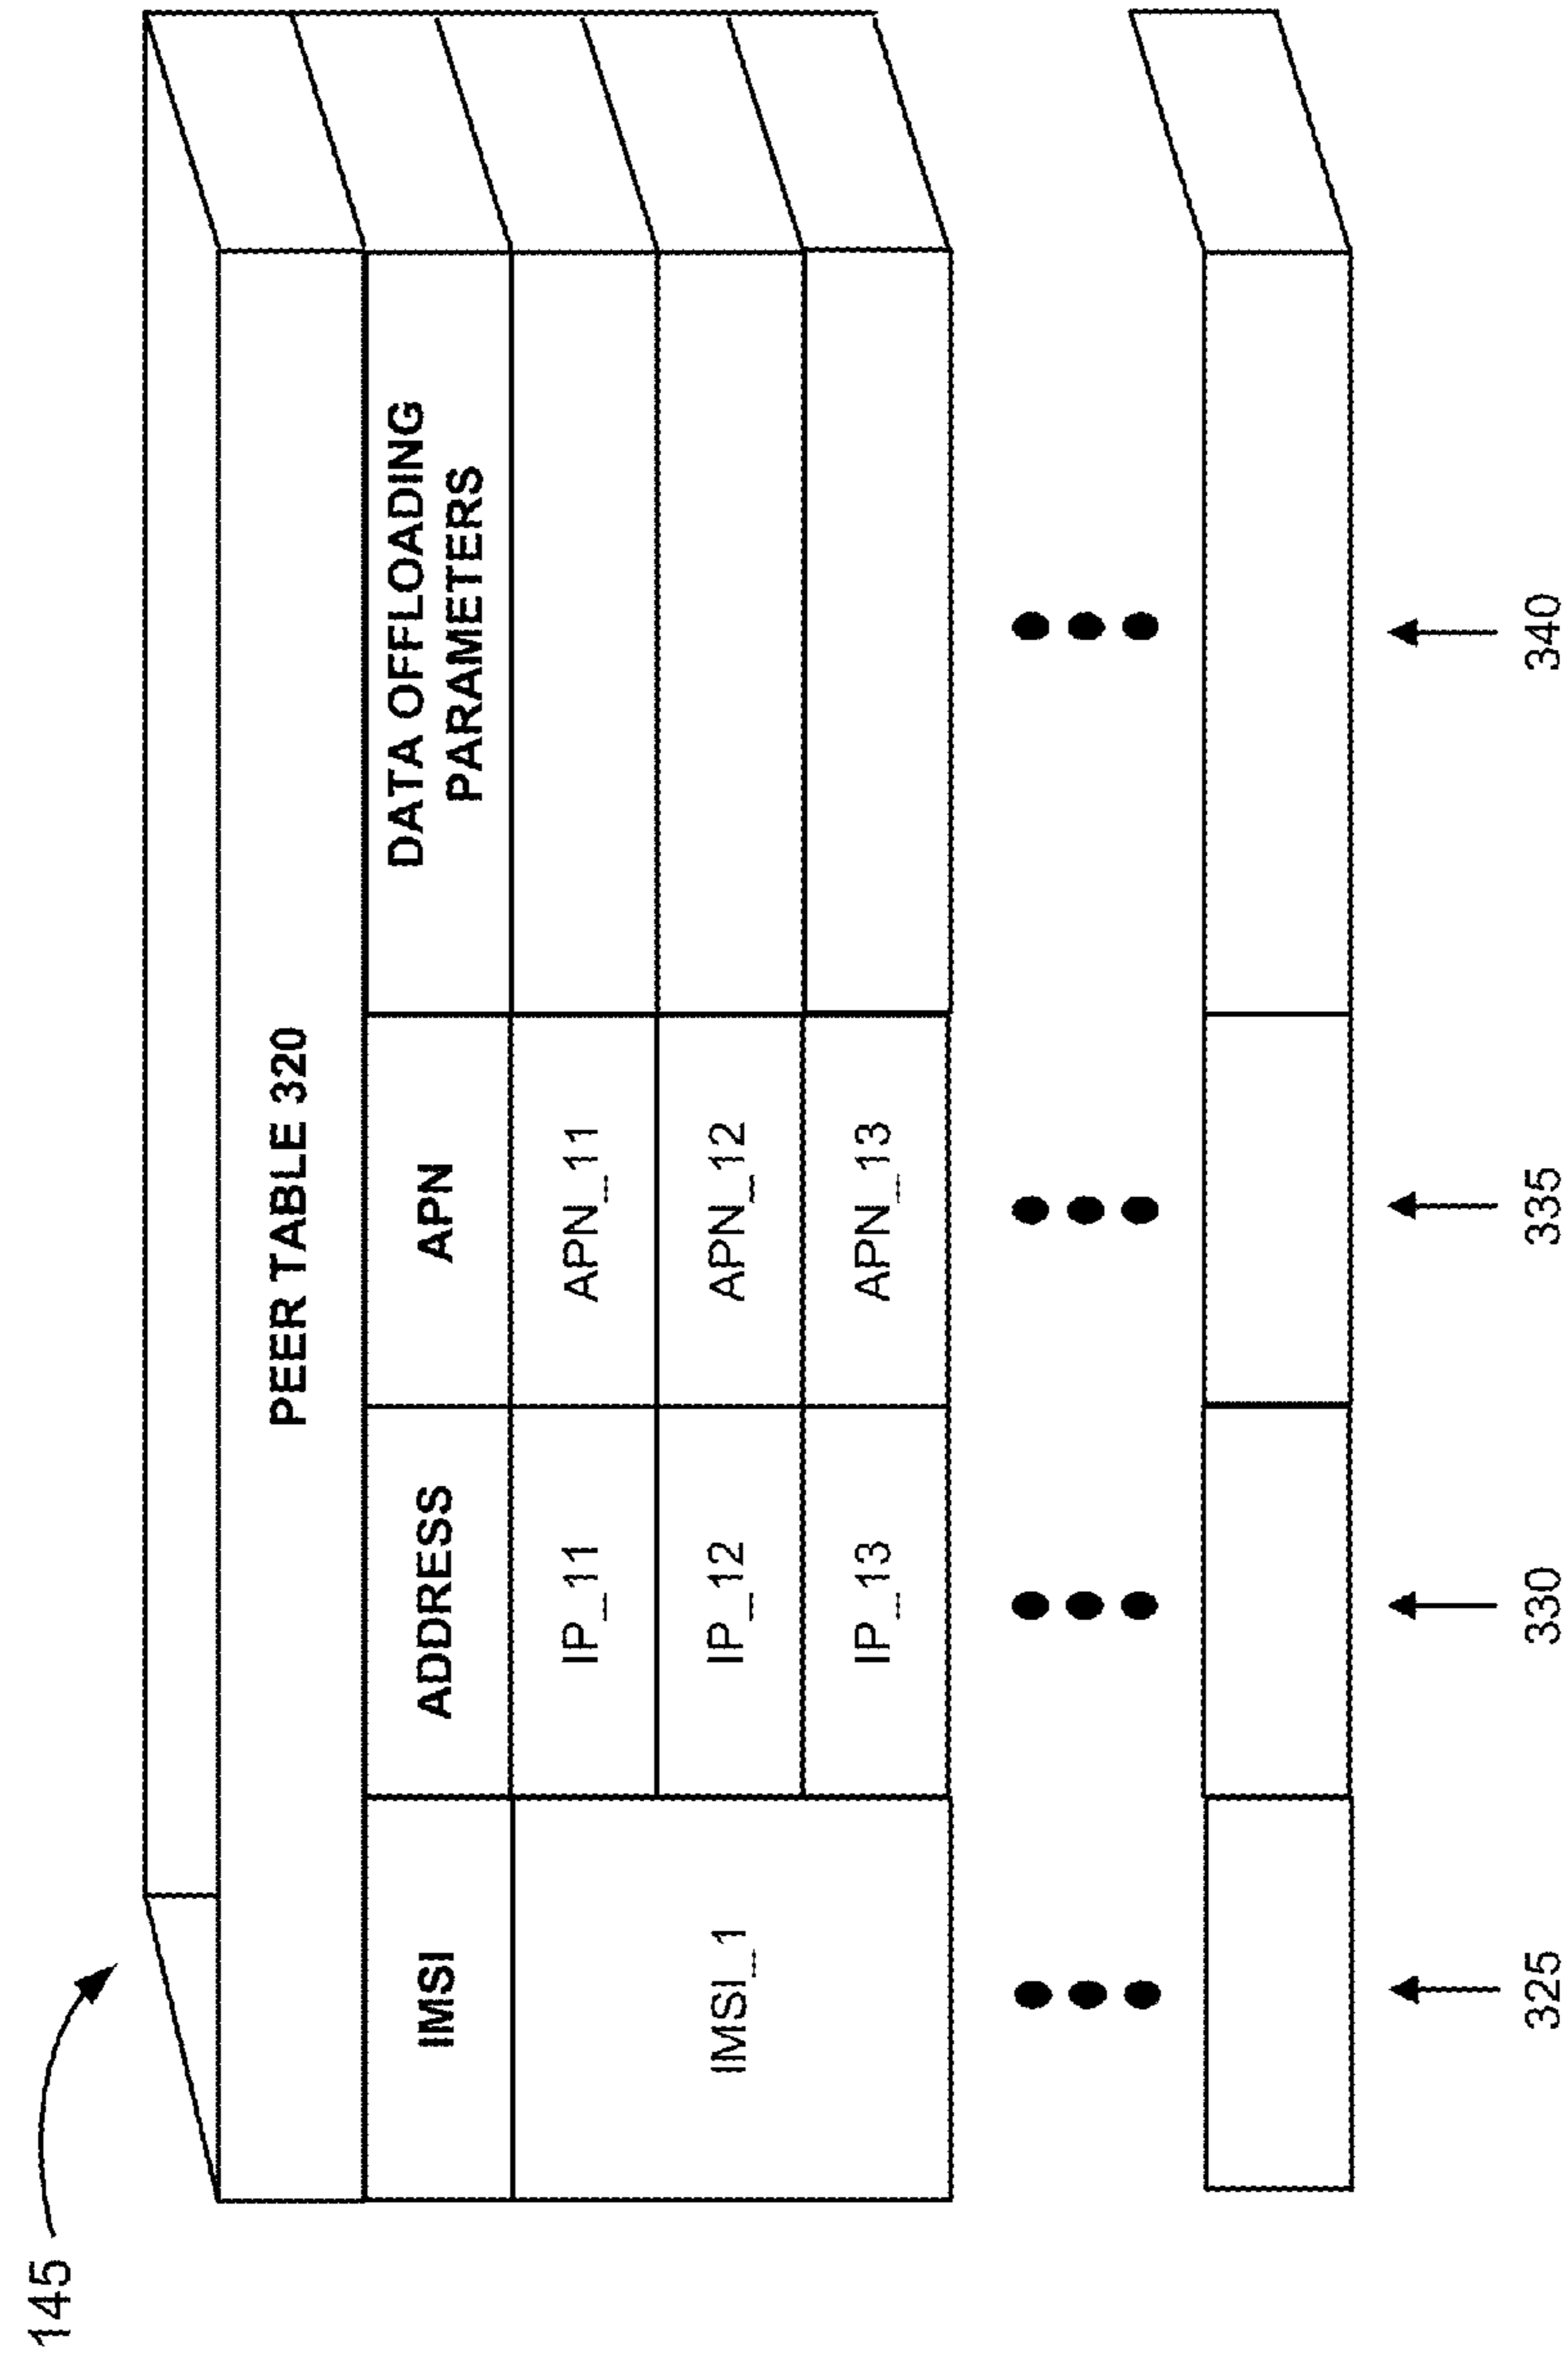 145
PEER TABLE 320
IMSI
ADDRESS
APN
DATA OFFLOADING
PARAMETERS
IMSI_1
IP_11
APN_11
IP_12
APN_12
IP_13
APN_13
325
330
335
340